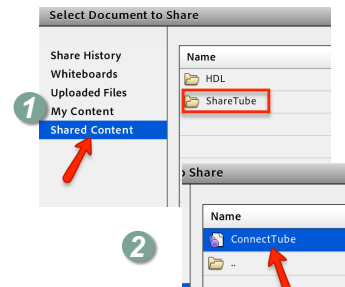 Select Document to Share
Share History
Whiteboards
Uploaded Files
My Content
Shared Content
Name
HDL
ShareTube
1
o Share
Name
ConnectTube
..
2